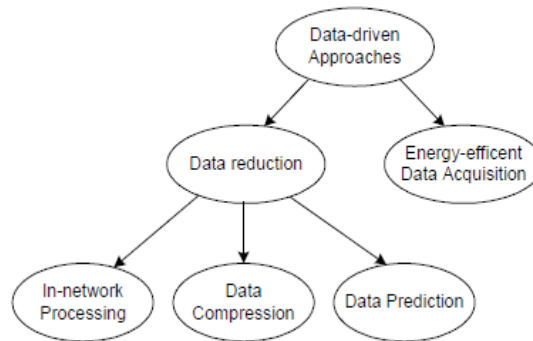 Data-driven
Approaches
Data reduction
Energy-efficent
Data Acquisition
In-network
Processing
Data
Compression
Data Prediction